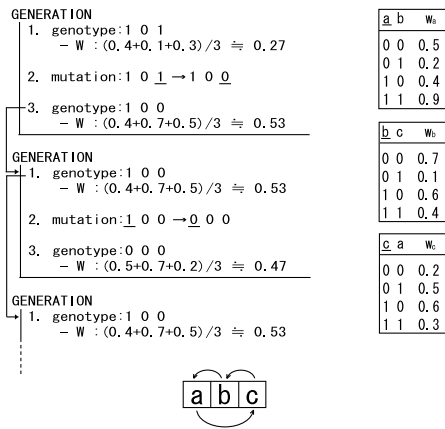 GENERATION
1. genotype:1 0 1
– W :(0.4+0.1+0.3)/3 ≒ 0.27
2. mutation:1 0 1→1 0 0
3. genotype:1 0 0
– W :(0.4+0.7+0.5)/3 ≒ 0.53
GENERATION
1. genotype:1 0 0
– W :(0.4+0.7+0.5)/3 ≒ 0.53
2. mutation:1 0 0→0 0 0
3. genotype:0 0 0
– W :(0.5+0.7+0.2)/3 ≒ 0.47
GENERATION
1. genotype:1 0 0
– W :(0.4+0.7+0.5)/3 ≒ 0.53
a b Wa
0 0 0.5
0 1 0.2
1 0 0.4
1 1 0.9
b c Wb
0 0 0.7
0 1 0.1
1 0 0.6
1 1 0.4
c a Wc
0 0 0.2
0 1 0.5
1 0 0.6
1 1 0.3
a b c